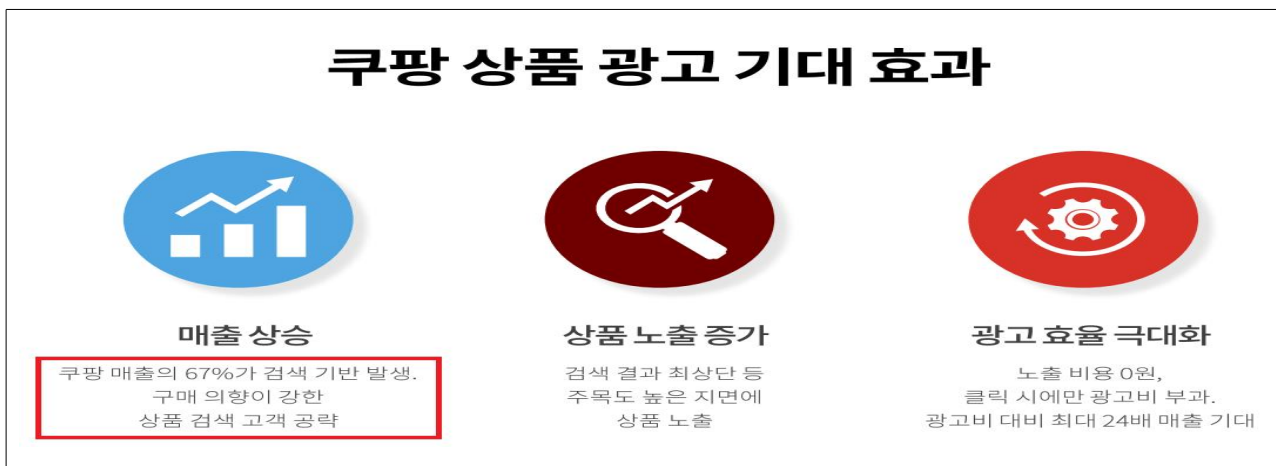 쿠팡 상품 광고 기대 효과
매출 상승
쿠팡 매출의 67%가 검색 기반 발생.
구매 의향이 강한
상품 검색 고객 공략
상품 노출 증가
검색 결과 최상단 등
주목도 높은 지면에
상품 노출
광고 효율 극대화
노출 비용 0원,
클릭 시에만 광고비 부과.
광고비 대비 최대 24배 매출 기대